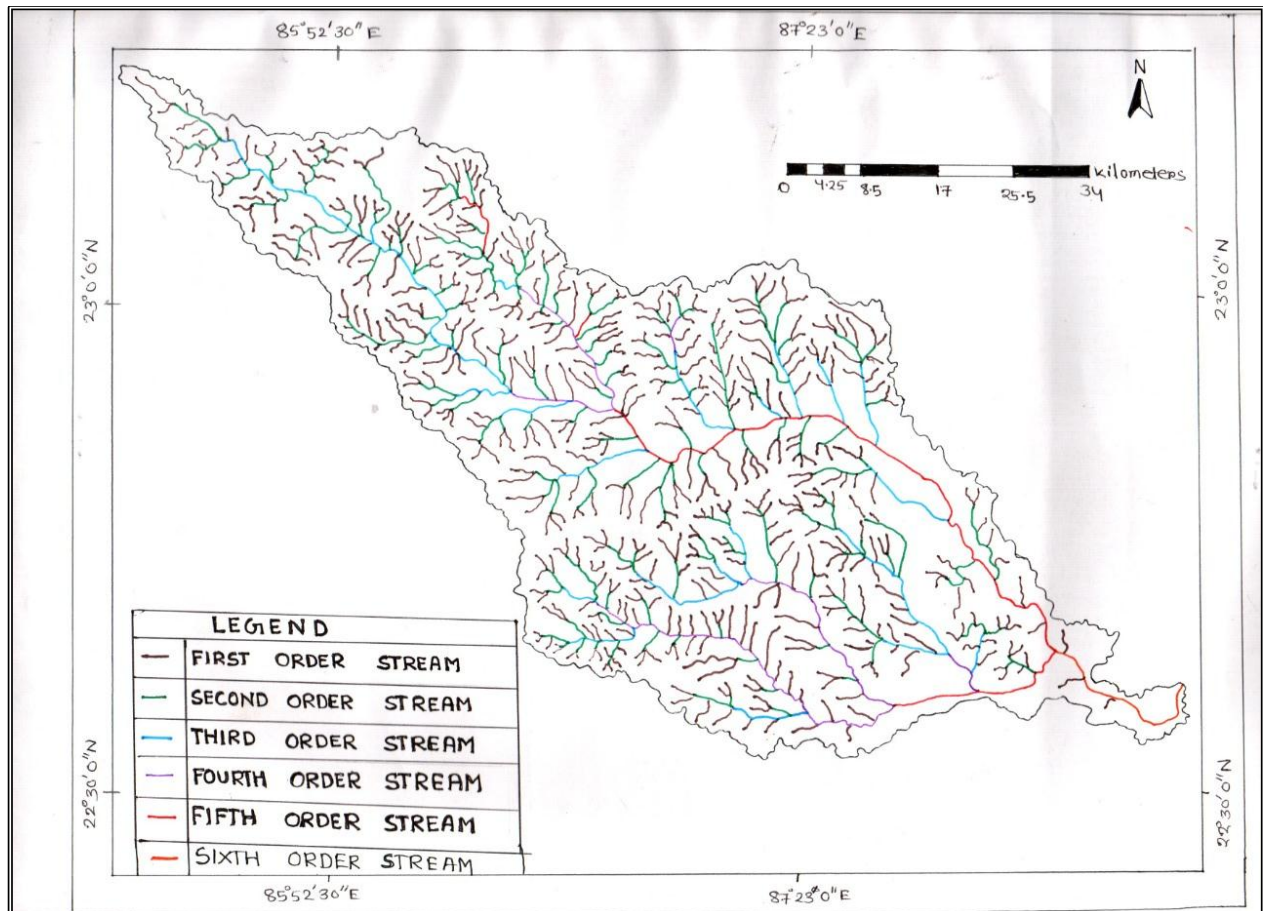 85°52'30"E
87°23'0"E
N
kilometers
0 4.25 8.5 17 25.5 34
23°0'0"N
23°0'0"N
22°30'0"N
22°30'0"N
LEGEND
FIRST ORDER STREAM
SECOND ORDER STREAM
THIRD ORDER STREAM
FOURTH ORDER STREAM
FIFTH ORDER STREAM
SIXTH ORDER STREAM
85°52'30"E
87°23'0"E